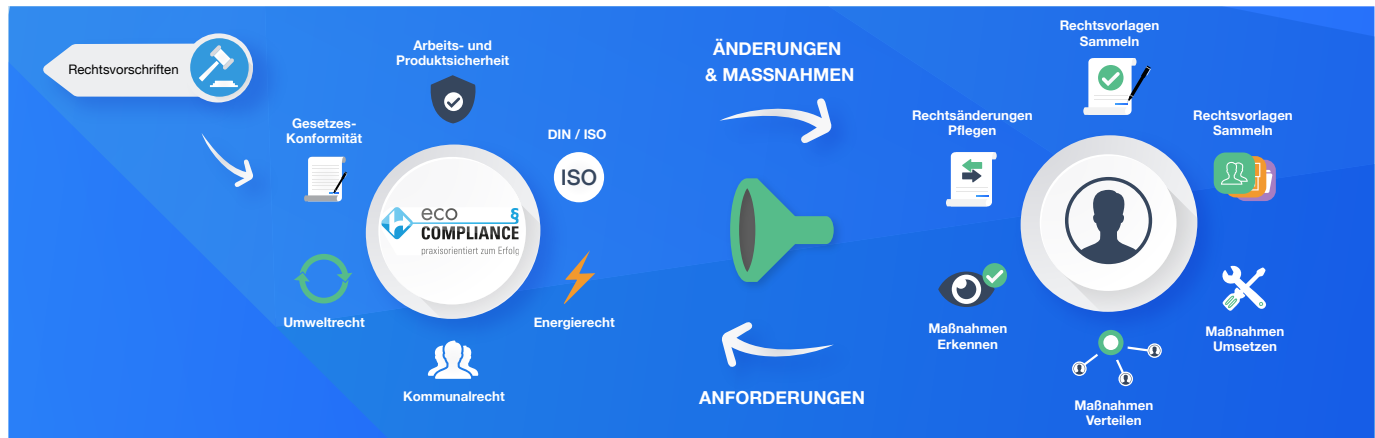 Rechtsvorschriften
Arbeits- und
Produktsicherheit
Gesetzes-
Konformität
DIN / ISO
ISO
eco §
COMPLIANCE
praxisorientiert zum Erfolg
Umweltrecht
Energierecht
Kommunalrecht
ÄNDERUNGEN
& MASSNAHMEN
ANFORDERUNGEN
Rechtsvorlagen
Sammeln
Rechtsänderungen
Pflegen
Rechtsvorlagen
Sammeln
Maßnahmen
Erkennen
Maßnahmen
Umsetzen
Maßnahmen
Verteilen